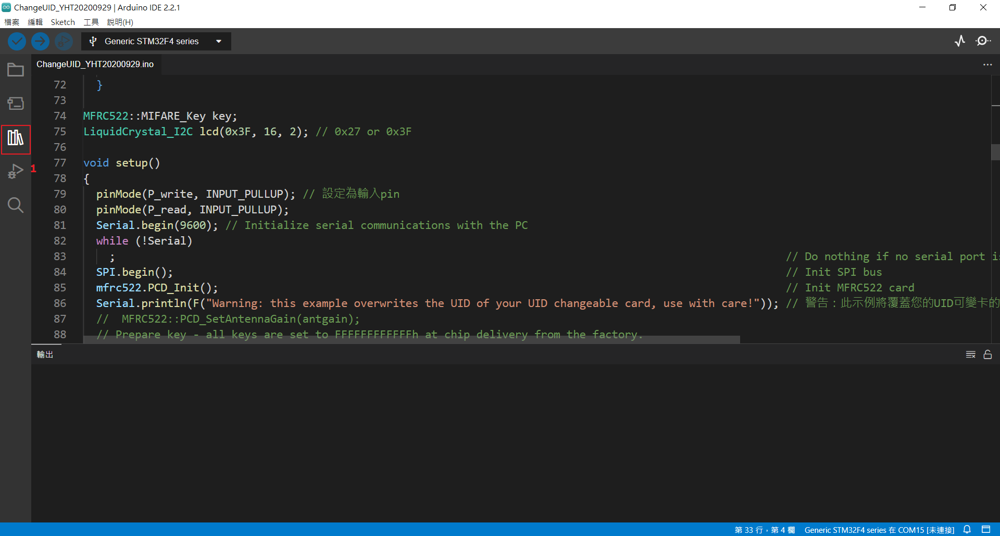 ChangeUID_YHT20200929 | Arduino IDE 2.2.1
檔案 編輯 Sketch 工具 說明(H)
Generic STM32F4 series
ChangeUID_YHT20200929.ino
72 }
73
74 MFRC522::MIFARE_Key key;
75 LiquidCrystal_I2C lcd(0x3F, 16, 2); // 0x27 or 0x3F
76
77 void setup()
78 {
79 pinMode(P_write, INPUT_PULLUP); // 設定為輸入pin
80 pinMode(P_read, INPUT_PULLUP);
81 Serial.begin(9600); // Initialize serial communications with the PC
82 while (!Serial)
83 ; // Do nothing if no serial port is
84 SPI.begin(); // Init SPI bus
85 mfrc522.PCD_Init(); // Init MFRC522 card
86 Serial.println(F("Warning: this example overwrites the UID of your UID changeable card, use with care!")); // 警告：此示例將覆蓋您的UID可變卡的
87 // MFRC522::PCD_SetAntennaGain(antgain);
88 // Prepare key - all keys are set to FFFFFFFFFFFFh at chip delivery from the factory.
1
輸出
第 33 行，第 4 欄 Generic STM32F4 series 在 COM15 [未連接]